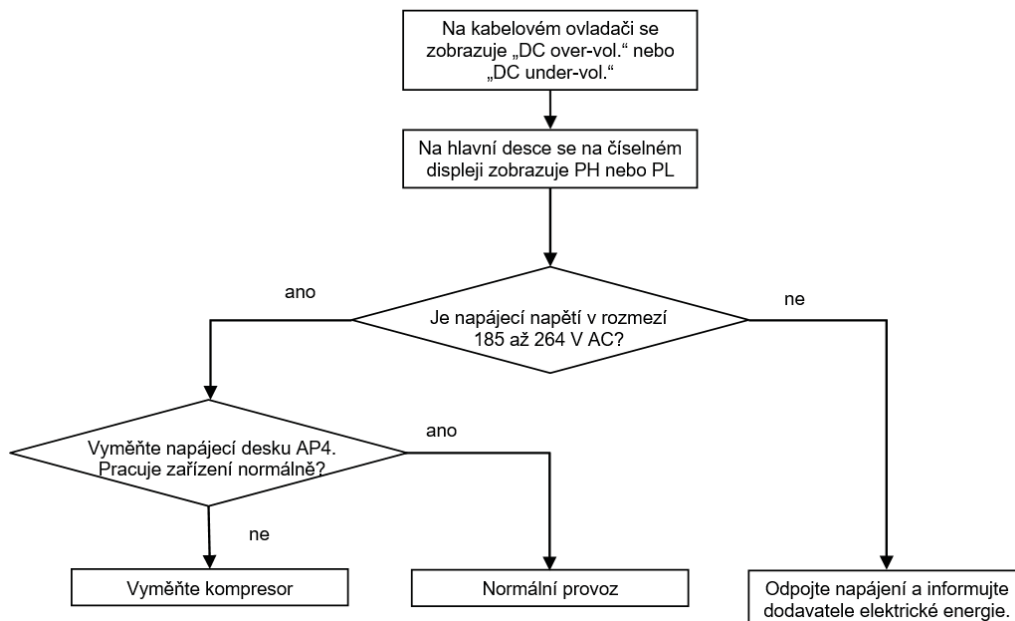 Na kabelovém ovladači se
zobrazuje „DC over-vol.“ nebo
„DC under-vol.“
Na hlavní desce se na číselném
displeji zobrazuje PH nebo PL
ano
ne
Je napájecí napětí v rozmezí
185 až 264 V AC?
Vyměňte napájecí desku AP4.
Pracuje zařízení normálně?
ano
ne
Vyměňte kompresor
Normální provoz
Odpojte napájení a informujte
dodavatele elektrické energie.